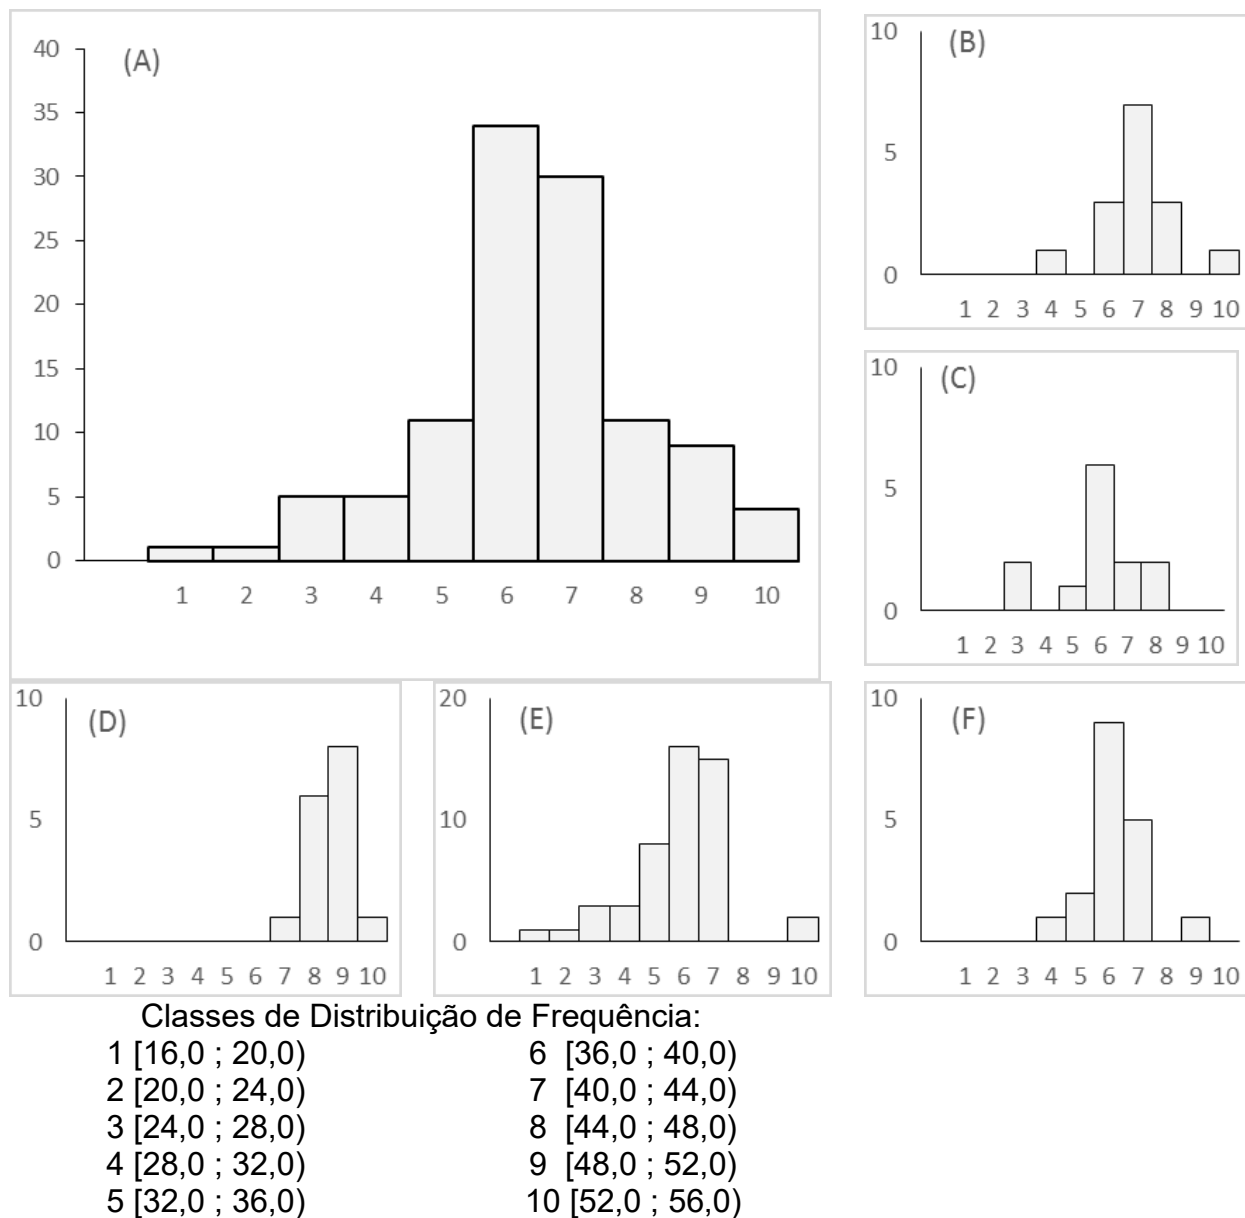 (A)
40
35
30
25
20
15
10
5
0
1 2 3 4 5 6 7 8 9 10
(B)
10
5
0
1 2 3 4 5 6 7 8 9 10
(C)
10
5
0
1 2 3 4 5 6 7 8 9 10
(D)
10
5
0
1 2 3 4 5 6 7 8 9 10
(E)
20
10
0
1 2 3 4 5 6 7 8 9 10
(F)
10
5
0
1 2 3 4 5 6 7 8 9 10
Classes de Distribuição de Frequência:
1 [16,0 ; 20,0)
2 [20,0 ; 24,0)
3 [24,0 ; 28,0)
4 [28,0 ; 32,0)
5 [32,0 ; 36,0)
6 [36,0 ; 40,0)
7 [40,0 ; 44,0)
8 [44,0 ; 48,0)
9 [48,0 ; 52,0)
10 [52,0 ; 56,0)